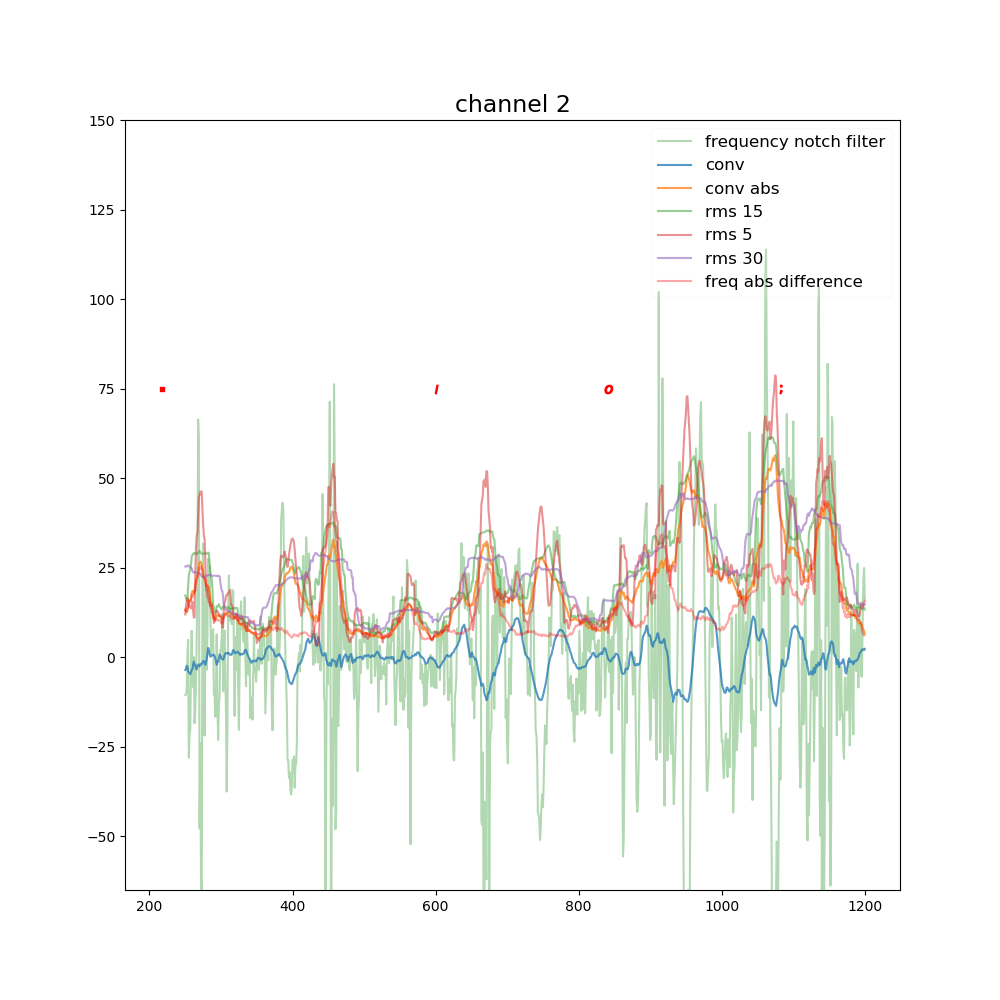 channel 2
150
125
100
75
50
25
0
−25
−50
200 400 600 800 1000 1200
frequency notch filter
conv
conv abs
rms 15
rms 5
rms 30
freq abs difference
. l o ;